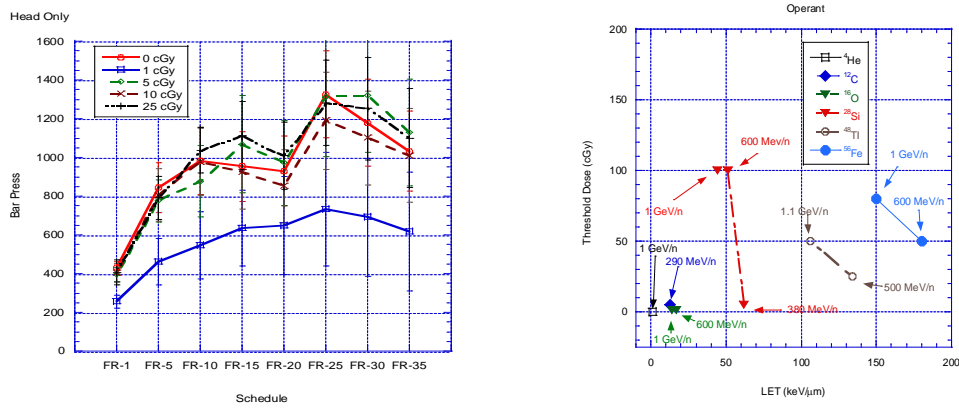 Head Only
1600
1400
1200
1000
800
600
400
200
0
Bar Press
0 cGy
1 cGy
5 cGy
10 cGy
25 cGy
FR-1 FR-5 FR-10 FR-15 FR-20 FR-25 FR-30 FR-35
Schedule
Operant
200
150
100
50
0
Threshold Dose (cGy)
⁴He
¹²C
¹⁶O
²⁸Si
⁴⁸TI
⁵⁶Fe
600 Mev/n
1 GeV/n
1 GeV/n
600 MeV/n
1.1 GeV/n
500 MeV/n
1 GeV/n
290 MeV/n
380 keV/n
600 MeV/n
1 GeV/n
0 50 100 150 200
LET (keV/μm)